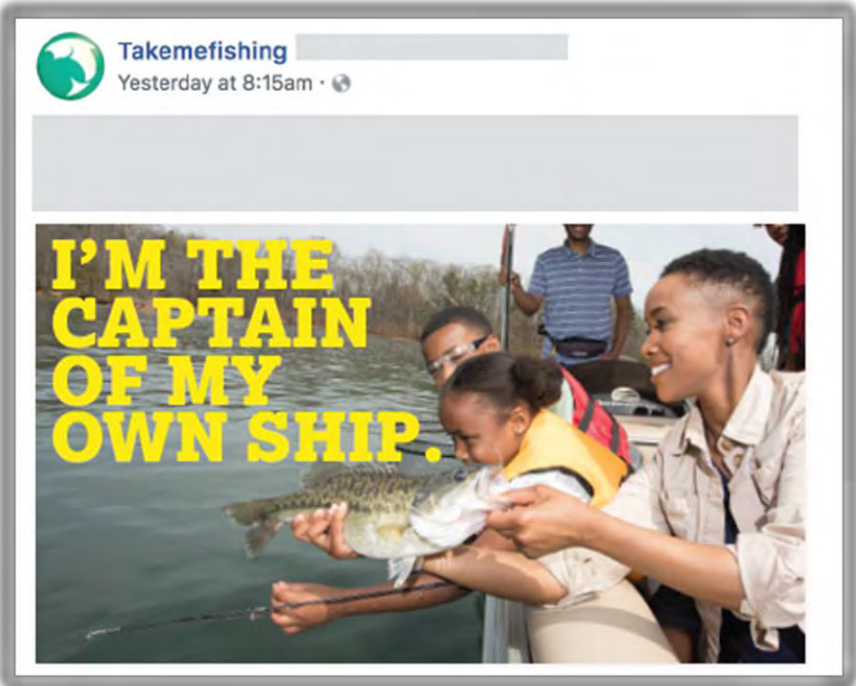 Takemefishing
Yesterday at 8:15am ·
I'M THE
CAPTAIN
OF MY
OWN SHIP.